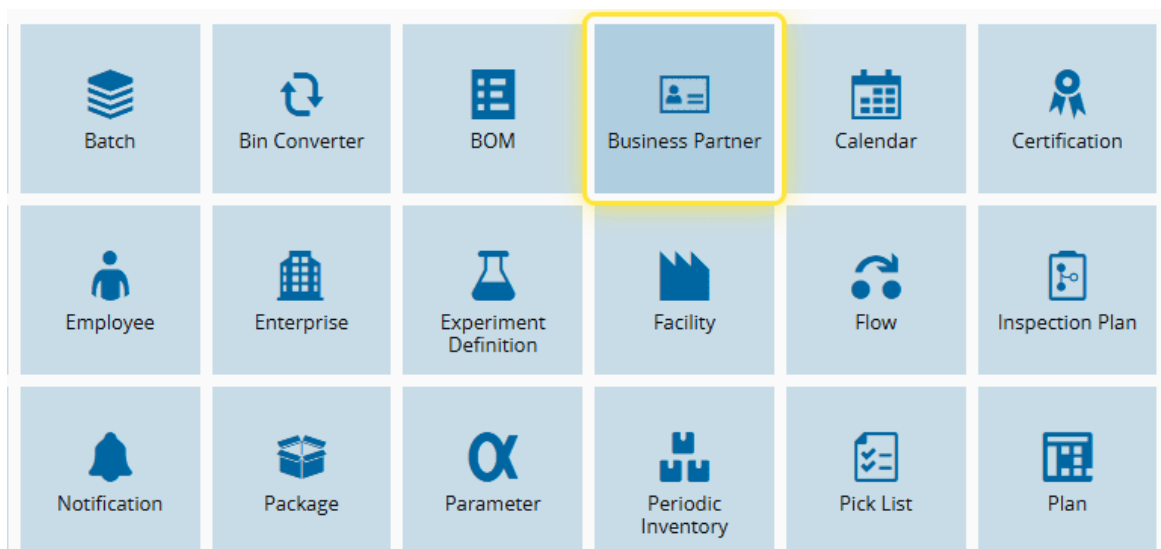 Batch
Bin Converter
BOM
Business Partner
Calendar
Certification
Employee
Enterprise
Experiment
Definition
Facility
Flow
Inspection Plan
Notification
Package
Parameter
Periodic
Inventory
Pick List
Plan